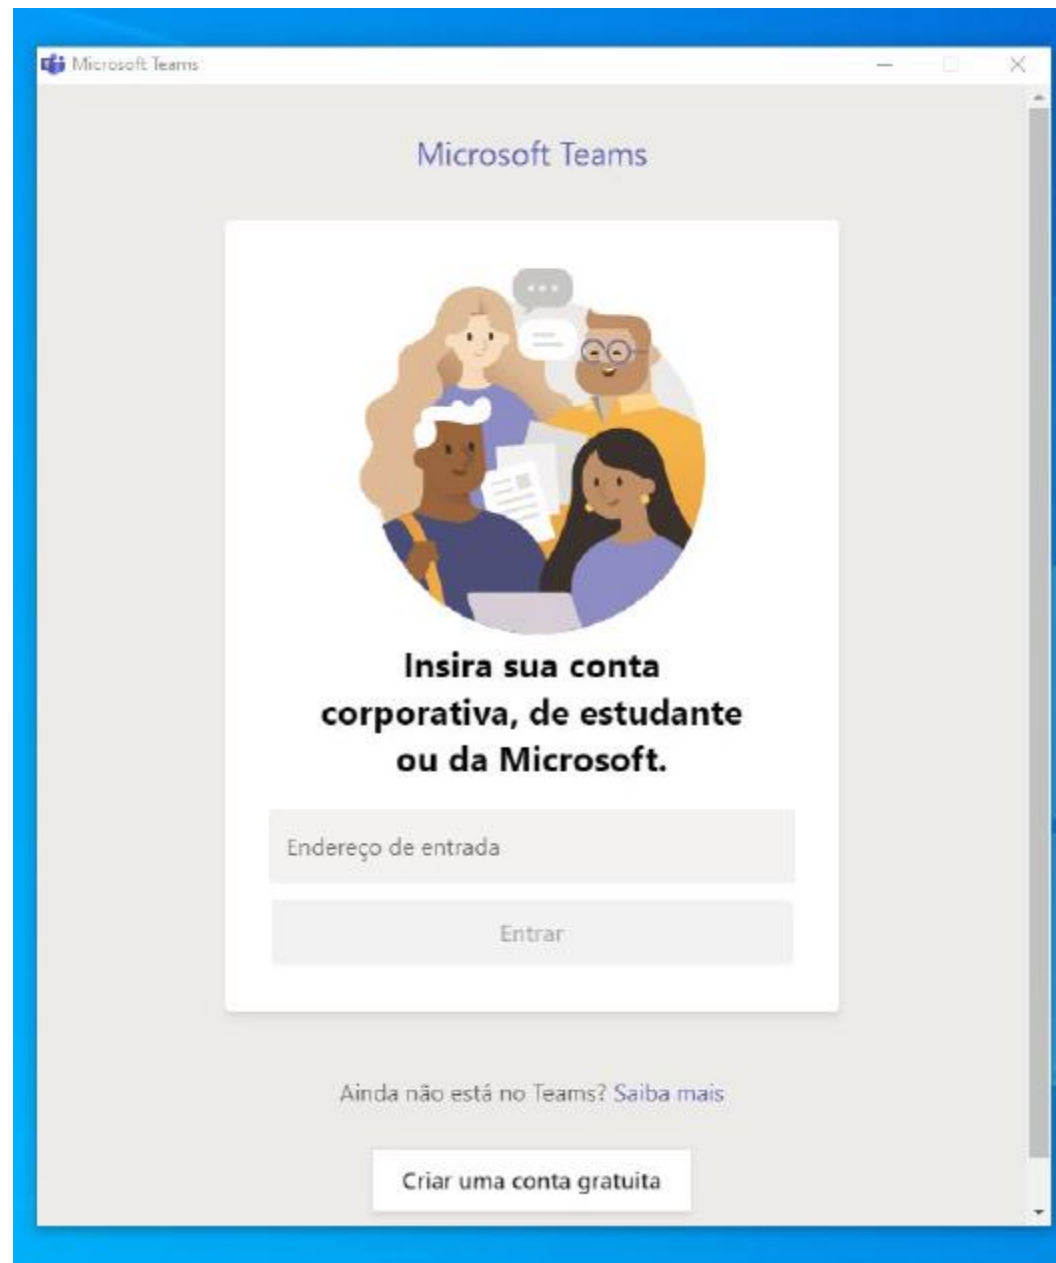 Microsoft Teams
Microsoft Teams
Insira sua conta
corporativa, de estudante
ou da Microsoft.
Endereço de entrada
Entrar
Ainda não está no Teams? Saiba mais
Criar uma conta gratuita